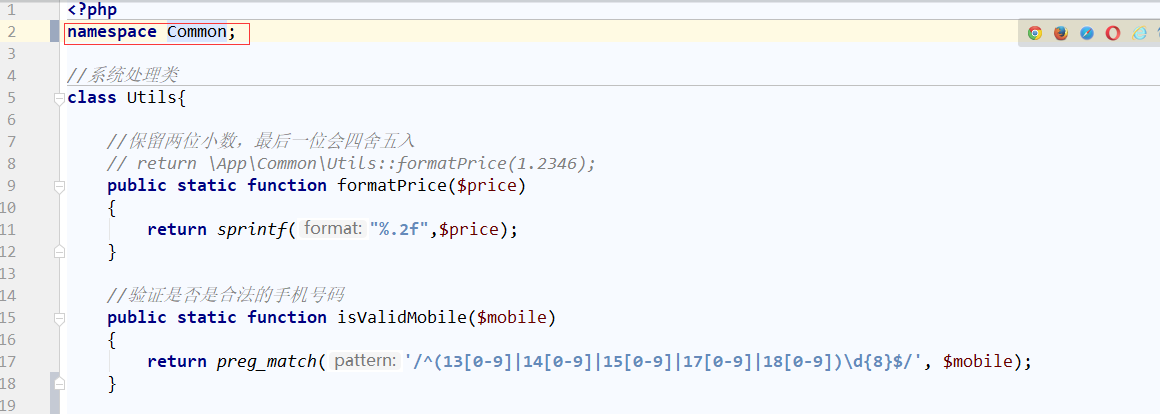 1 <?php
2 namespace Common;
3
4 //系统处理类
5 class Utils{
6
7 //保留两位小数，最后一位会四舍五入
8 // return \App\Common\Utils::formatPrice(1.2346);
9 public static function formatPrice($price)
10 {
11 return sprintf( format: "%.2f",$price);
12 }
13
14 //验证是否是合法的手机号码
15 public static function isValidMobile($mobile)
16 {
17 return preg_match( pattern: '/^(13[0-9]|14[0-9]|15[0-9]|17[0-9]|18[0-9])\d{8}$/', $mobile);
18 }
19